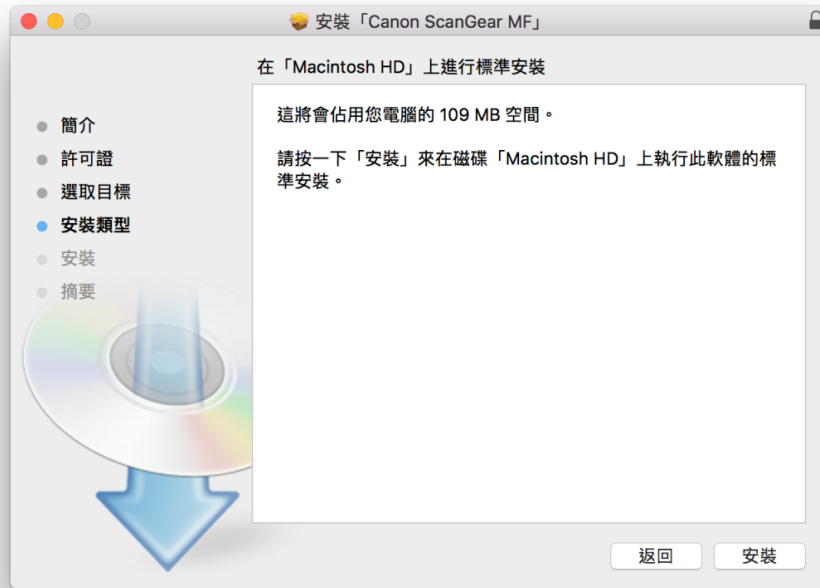 安裝「Canon ScanGear MF」
在「Macintosh HD」上進行標準安裝
簡介
許可證
選取目標
安裝類型
安裝
摘要
這將會佔用您電腦的 109 MB 空間。
請按一下「安裝」來在磁碟「Macintosh HD」上執行此軟體的標
準安裝。
返回
安裝